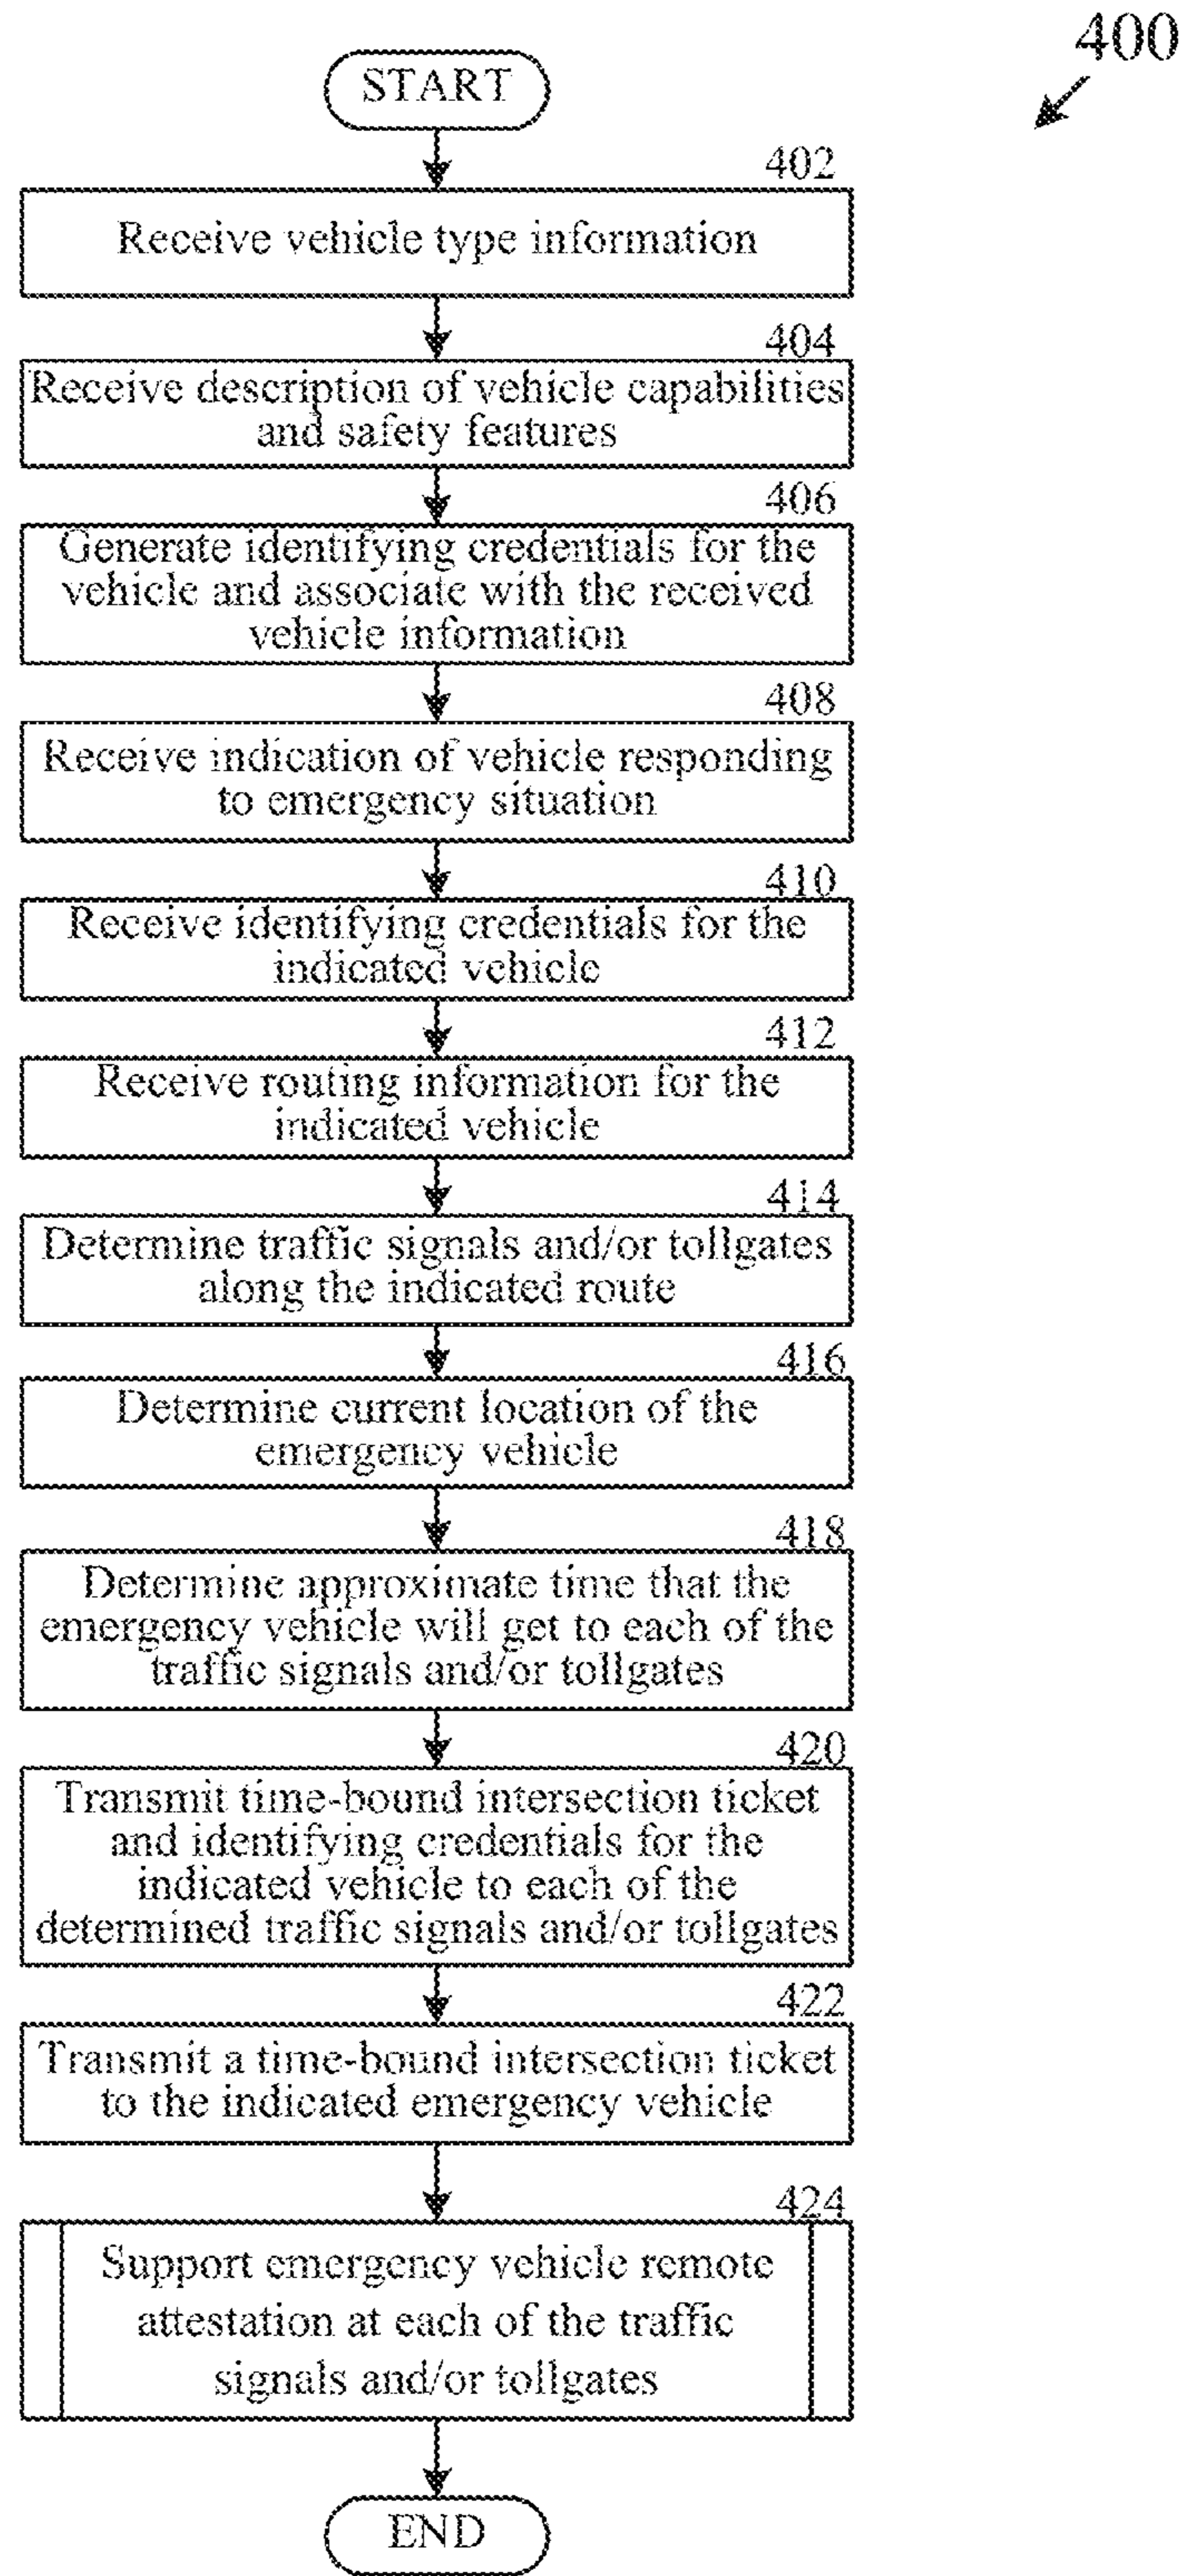 400
START
402
Receive vehicle type information
404
Receive description of vehicle capabilities
and safety features
406
Generate identifying credentials for the
vehicle and associate with the received
vehicle information
408
Receive indication of vehicle responding
to emergency situation
410
Receive identifying credentials for the
indicated vehicle
412
Receive routing information for the
indicated vehicle
414
Determine traffic signals and/or tollgates
along the indicated route
416
Determine current location of the
emergency vehicle
418
Determine approximate time that the
emergency vehicle will get to each of the
traffic signals and/or tollgates
420
Transmit time-bound intersection ticket
and identifying credentials for the
indicated vehicle to each of the
determined traffic signals and/or tollgates
422
Transmit a time-bound intersection ticket
to the indicated emergency vehicle
424
Support emergency vehicle remote
attestation at each of the traffic
signals and/or tollgates
END